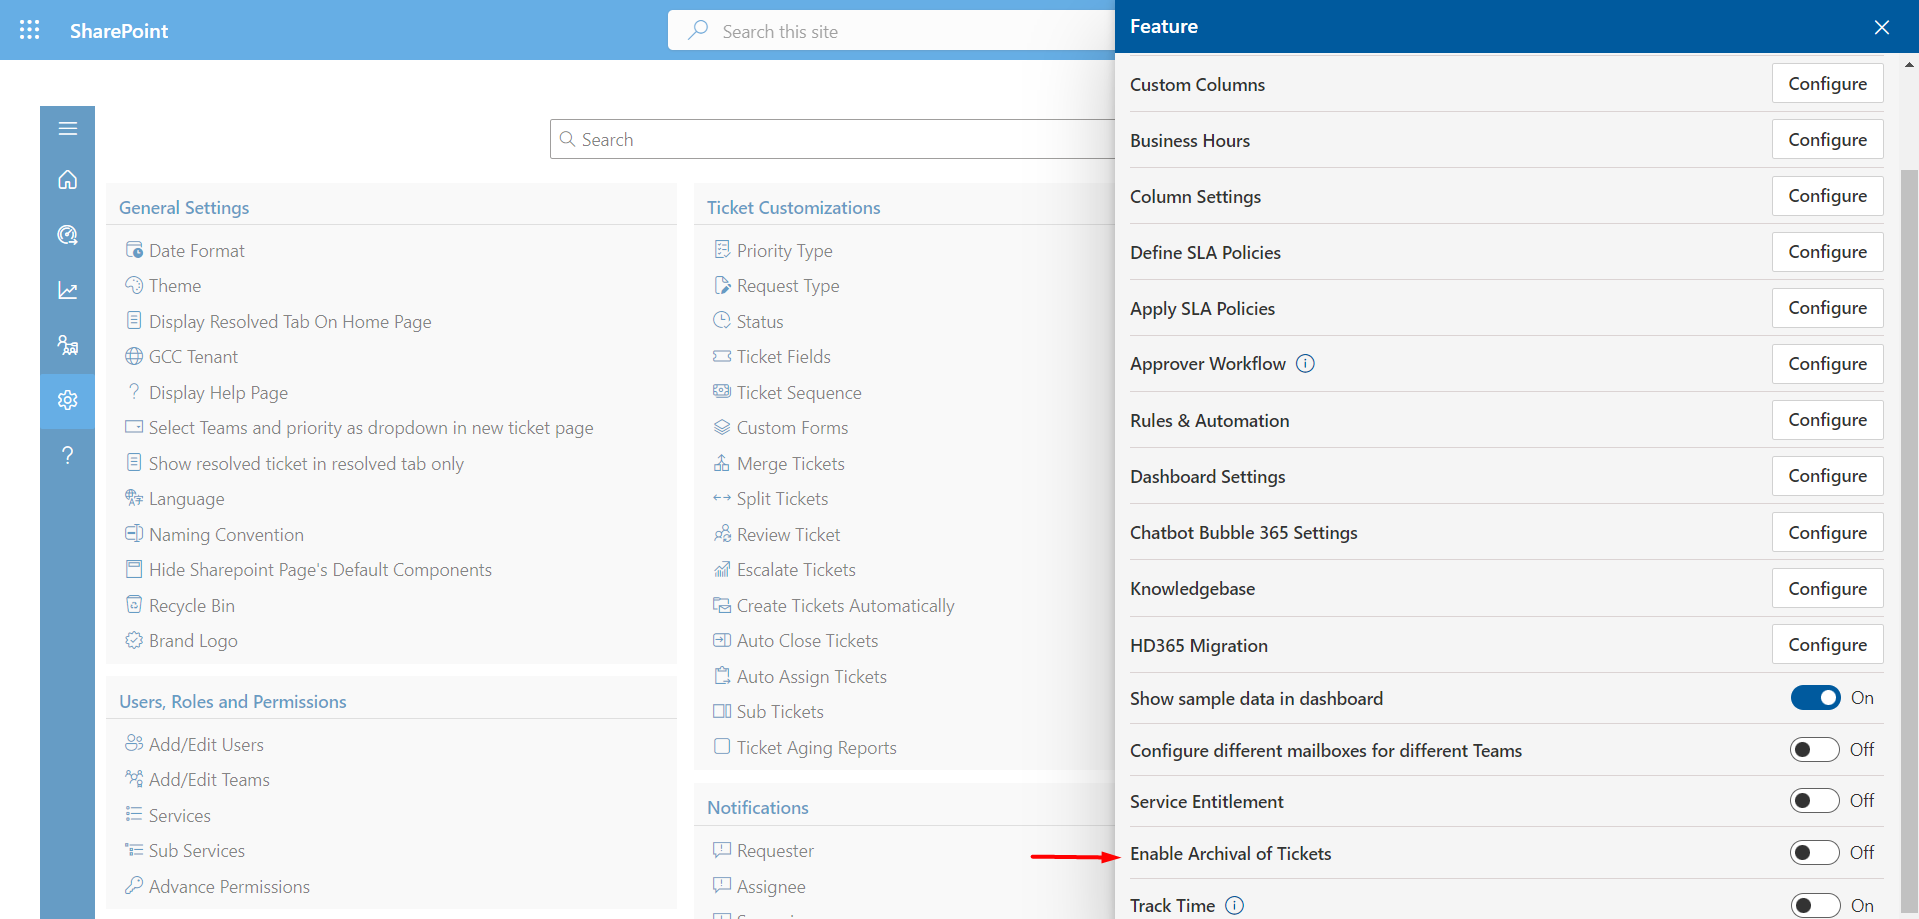 SharePoint
Search this site
Search
General Settings
Date Format
Theme
Display Resolved Tab On Home Page
GCC Tenant
Display Help Page
Select Teams and priority as dropdown in new ticket page
Show resolved ticket in resolved tab only
Language
Naming Convention
Hide Sharepoint Page's Default Components
Recycle Bin
Brand Logo
Users, Roles and Permissions
Add/Edit Users
Add/Edit Teams
Services
Sub Services
Advance Permissions
Ticket Customizations
Priority Type
Request Type
Status
Ticket Fields
Ticket Sequence
Custom Forms
Merge Tickets
Split Tickets
Review Ticket
Escalate Tickets
Create Tickets Automatically
Auto Close Tickets
Auto Assign Tickets
Sub Tickets
Ticket Aging Reports
Notifications
Requester
Assignee
Feature
Custom Columns Configure
Business Hours Configure
Column Settings Configure
Define SLA Policies Configure
Apply SLA Policies Configure
Approver Workflow Configure
Rules & Automation Configure
Dashboard Settings Configure
Chatbot Bubble 365 Settings Configure
Knowledgebase Configure
HD365 Migration Configure
Show sample data in dashboard On
Configure different mailboxes for different Teams Off
Service Entitlement Off
Enable Archival of Tickets Off
Track Time On